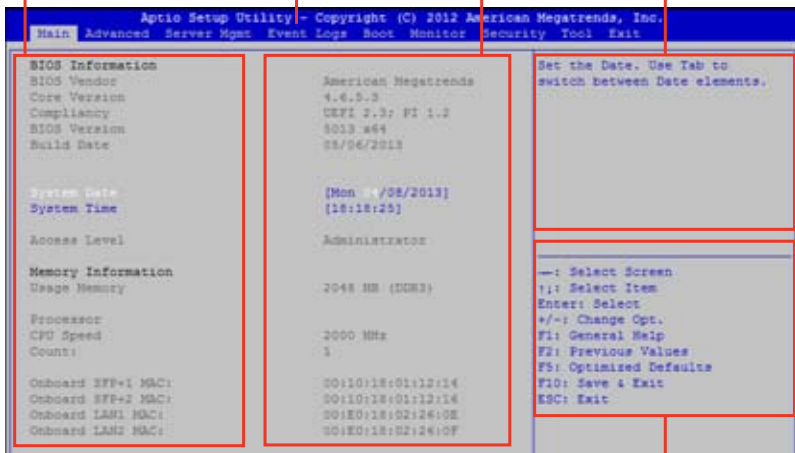 Aptio Setup Utility - Copyright (C) 2012 American Megatrends, Inc.
Main Advanced Server Mgmt Event Logs Boot Monitor Security Tool Exit
BIOS Information
BIOS Vendor American Megatrends
Core Version 4.6.5.3
Compliancy UEFI 2.3; PI 1.2
BIOS Version 5013 x64
Build Date 05/06/2013
System Date [Mon /08/2013]
System Time [18:18:25]
Access Level Administrator
Memory Information
Usage Memory 2048 MB (DDR3)
Processor
CPU Speed 2000 MHz
Count: 1
Onboard SFP+1 MAC: 00:10:18:01:12:14
Onboard SFP+2 MAC: 00:10:18:01:12:16
Onboard LAN1 MAC: 00:E0:18:02:26:0E
Onboard LAN2 MAC: 00:E0:18:02:26:0F
Set the Date. Use Tab to
switch between Date elements.
: Select Screen
↑↓: Select Item
Enter: Select
+/-: Change Opt.
F1: General Help
F2: Previous Values
F5: Optimized Defaults
F10: Save & Exit
ESC: Exit